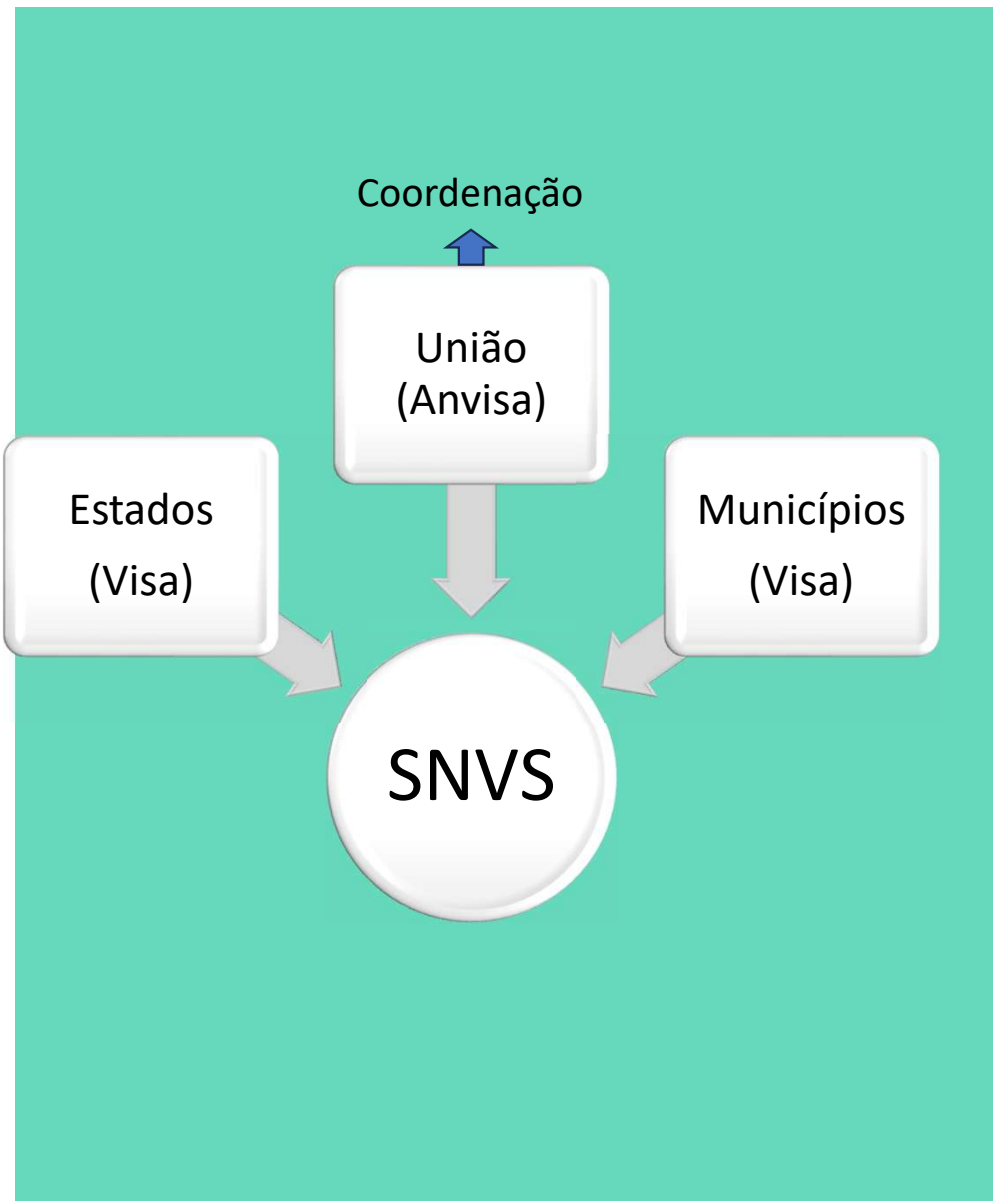 Coordenação
União
(Anvisa)
Estados
(Visa)
Municípios
(Visa)
SNVS